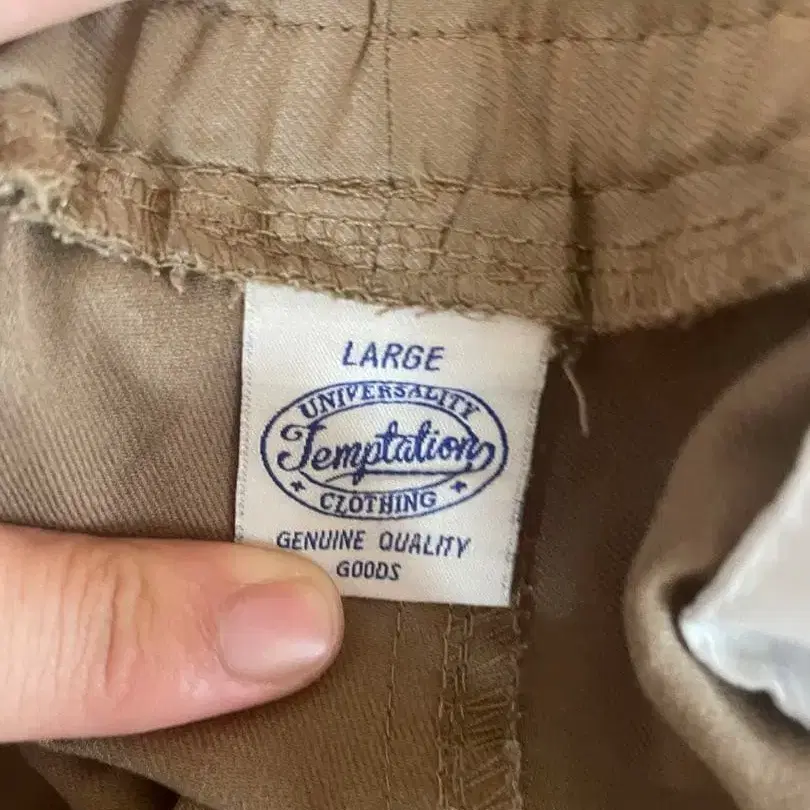 LARGE
UNIVERSALITY
Temptation
CLOTHING
GENUINE QUALITY
GOODS